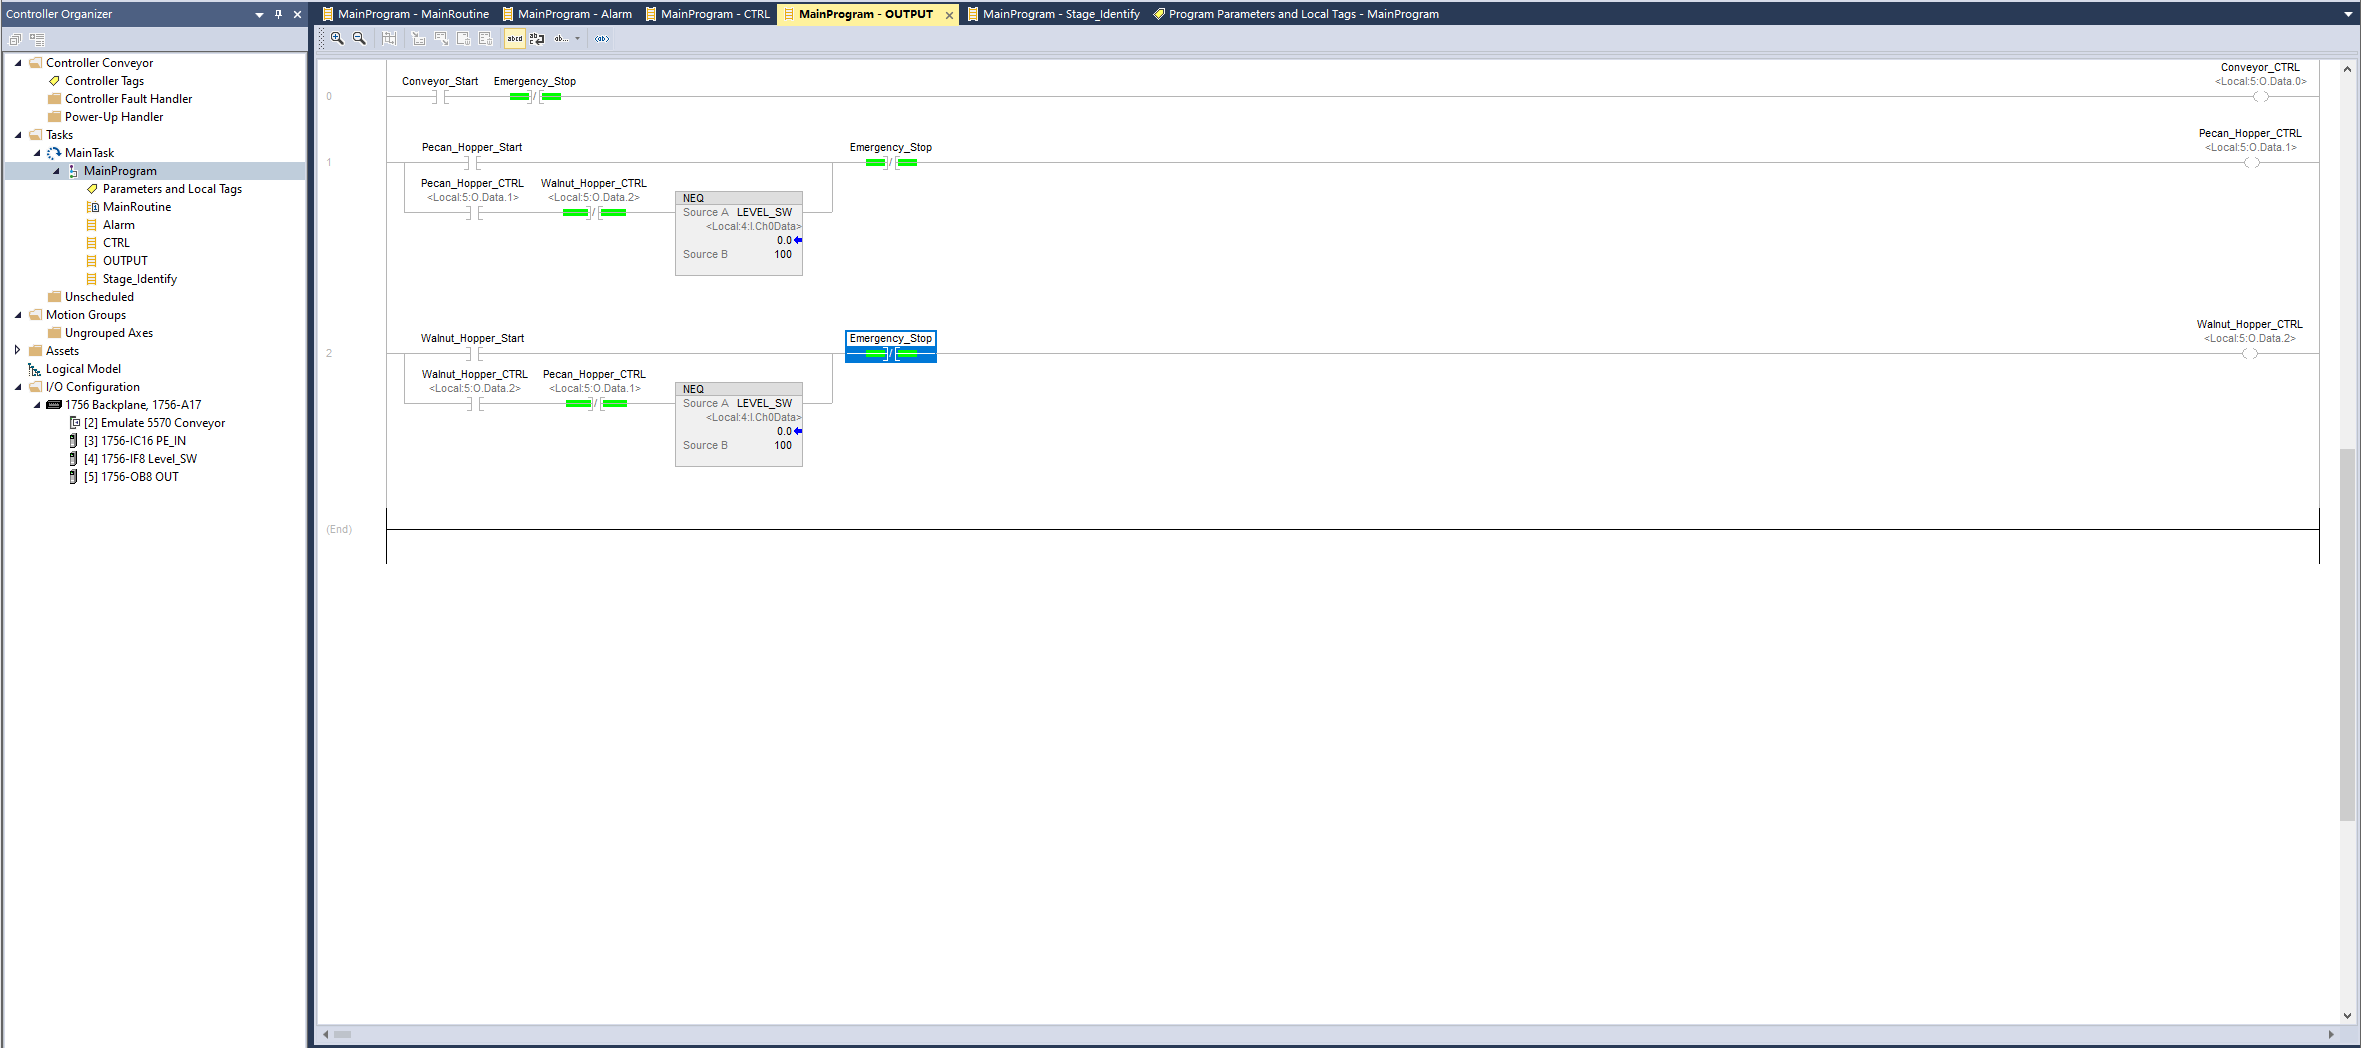 Controller Organizer
Controller Conveyor
Controller Tags
Controller Fault Handler
Power-Up Handler
Tasks
MainTask
MainProgram
Parameters and Local Tags
MainRoutine
Alarm
CTRL
OUTPUT
Stage_Identify
Unscheduled
Motion Groups
Ungrouped Axes
Assets
Logical Model
I/O Configuration
1756 Backplane, 1756-A17
[2] Emulate 5570 Conveyor
[3] 1756-IC16 PE_IN
[4] 1756-IF8 Level_SW
[5] 1756-OB8 OUT
MainProgram - MainRoutine MainProgram - Alarm MainProgram - CTRL MainProgram - OUTPUT MainProgram - Stage_Identify Program Parameters and Local Tags - MainProgram
abcd ab ab... <ab>
Conveyor_CTRL
Conveyor_Start Emergency_Stop <Local:5:O.Data.0>
0
Pecan_Hopper_CTRL
Pecan_Hopper_Start Emergency_Stop <Local:5:O.Data.1>
1
Pecan_Hopper_CTRL Walnut_Hopper_CTRL
<Local:5:O.Data.1> <Local:5:O.Data.2> NEQ
Source A LEVEL_SW
<Local:4:I.Ch0Data>
0.0
Source B 100
Walnut_Hopper_CTRL
Walnut_Hopper_Start Emergency_Stop <Local:5:O.Data.2>
2
Walnut_Hopper_CTRL Pecan_Hopper_CTRL
<Local:5:O.Data.2> <Local:5:O.Data.1> NEQ
Source A LEVEL_SW
<Local:4:I.Ch0Data>
0.0
Source B 100
(End)